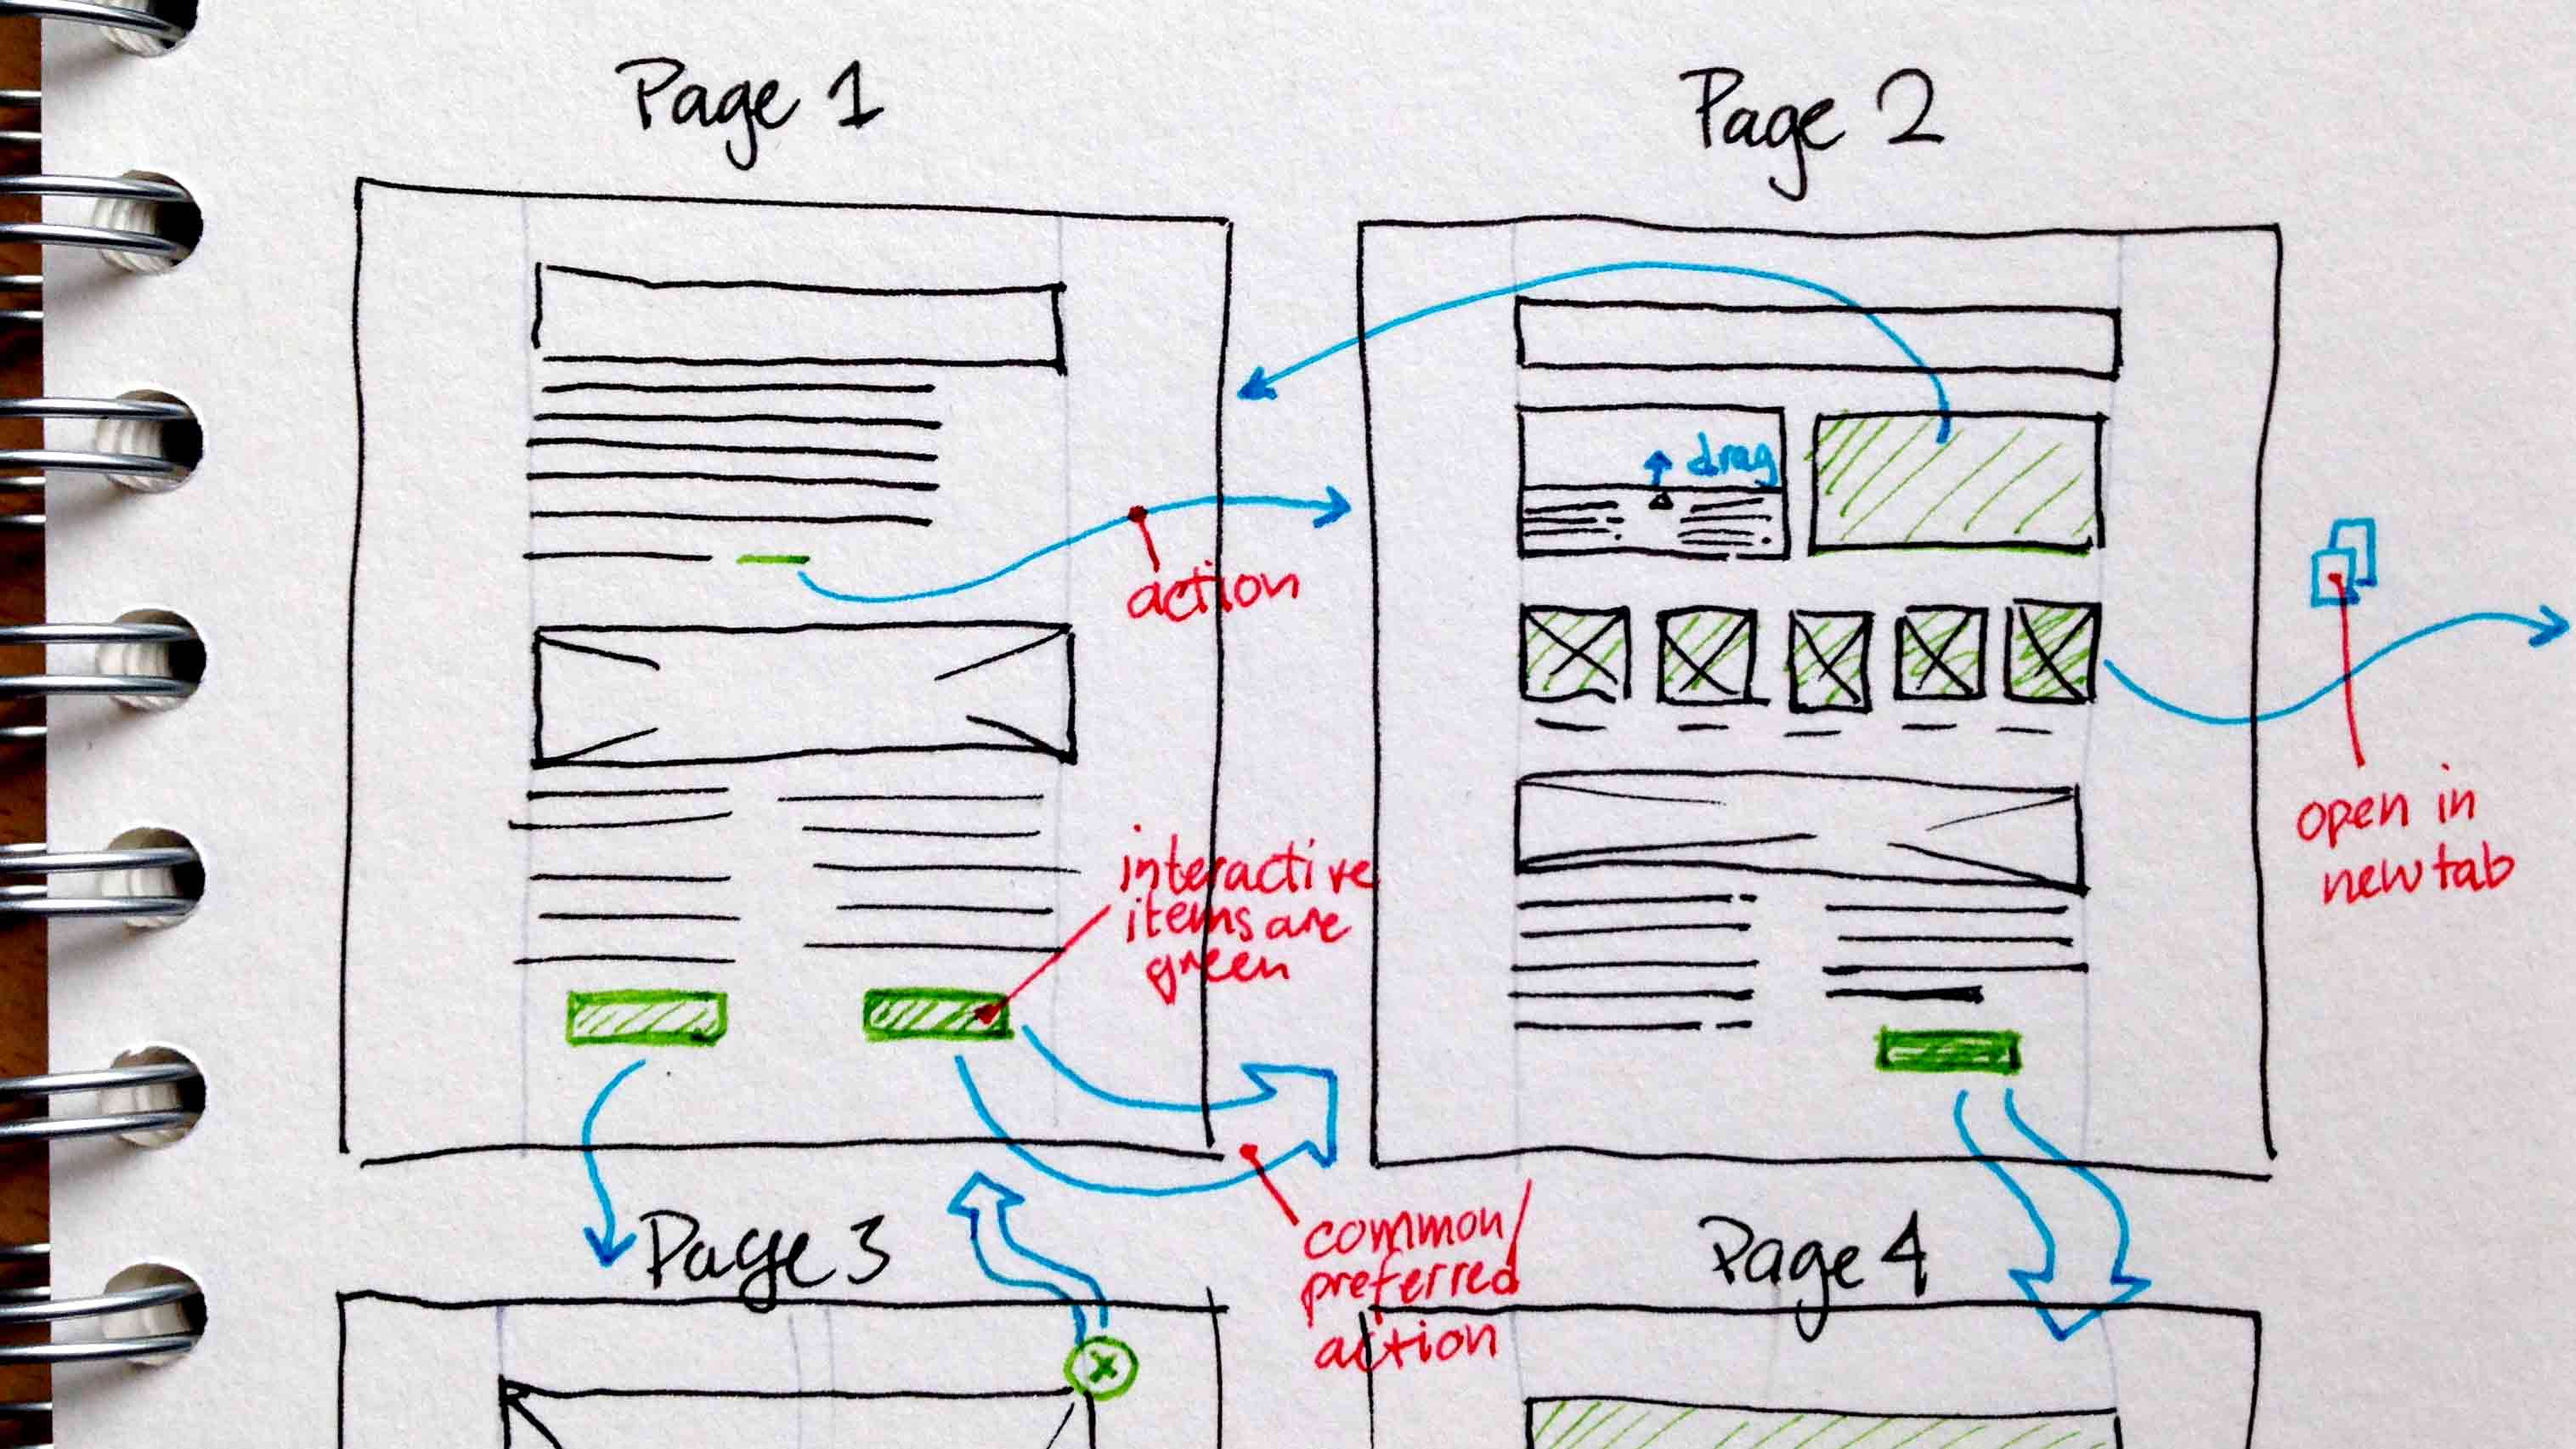 Page 1
Page 2
drag
action
open in
new tab
interactive
items are
green
Page 3
common/
preferred
action
Page 4